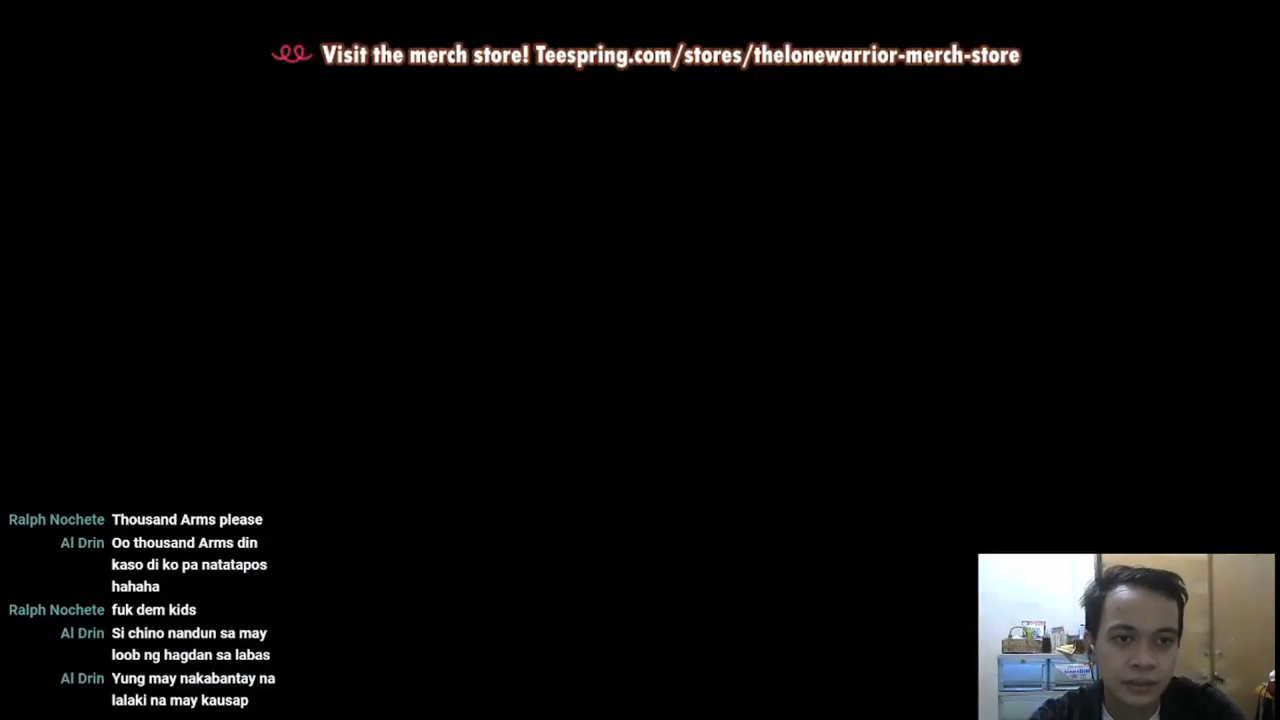 Visit the merch store! Teespring.com/stores/thelonewarrior-merch-store
Ralph Nochete Thousand Arms please
Al Drin Oo thousand Arms din
kaso di ko pa natatapos
hahaha
Ralph Nochete fuk dem kids
Al Drin Si chino nandun sa may
loob ng hagdan sa labas
Al Drin Yung may nakabantay na
lalaki na may kausap